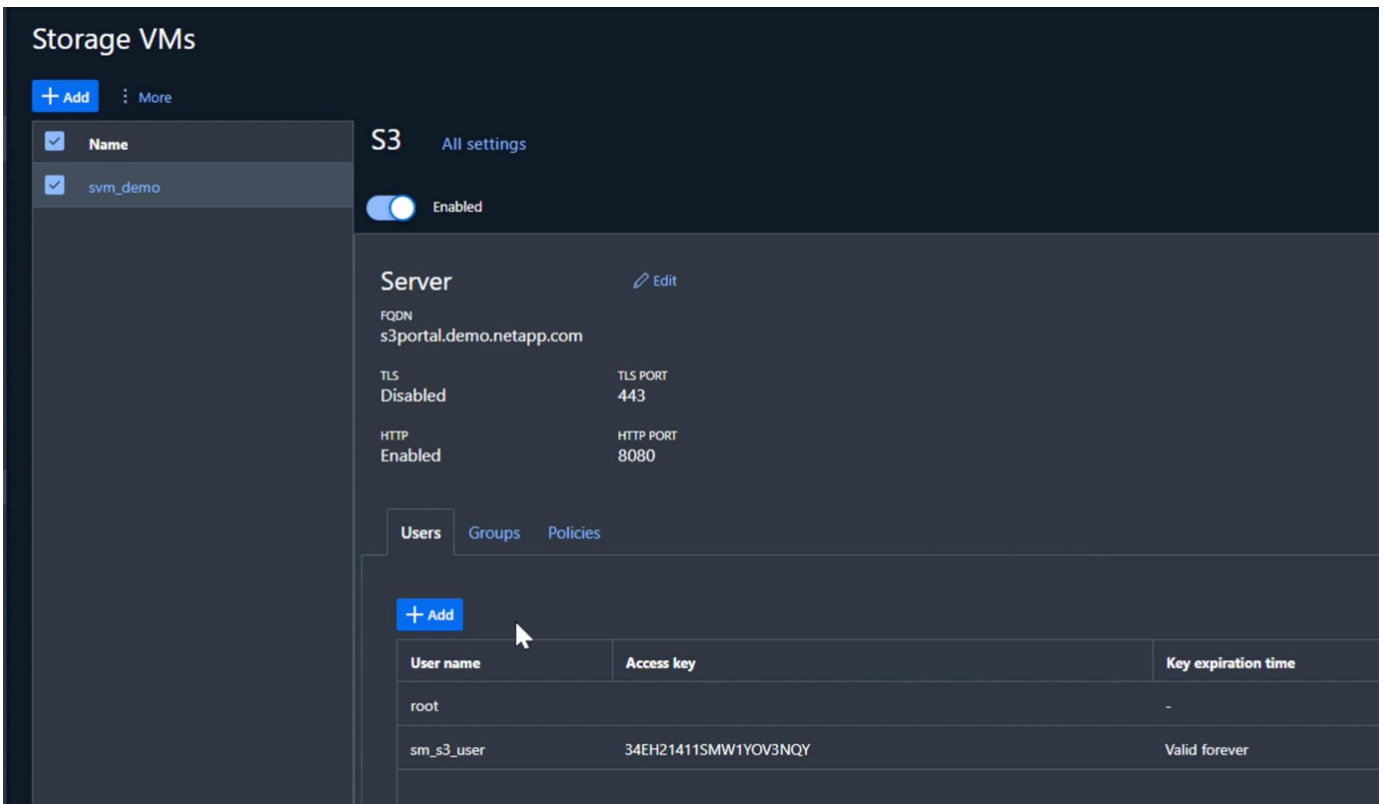 Storage VMs
+ Add More
Name
svm_demo
S3 All settings
Enabled
Server Edit
FQDN
s3portal.demo.netapp.com
TLS TLS PORT
Disabled 443
HTTP HTTP PORT
Enabled 8080
Users Groups Policies
+ Add
User name Access key Key expiration time
root -
sm_s3_user 34EH21411SMW1YOV3NQY Valid forever